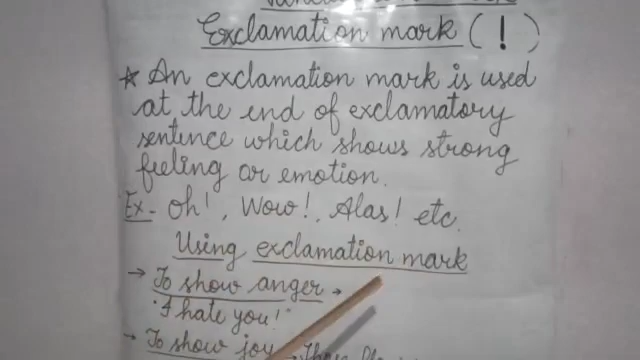 Exclamation mark (!)
* An exclamation mark is used
at the end of exclamatory
sentence which shows strong
feeling or emotion.
Ex- Oh!, Wow!, Alas! etc.
Using exclamation mark
→ To show anger →
"I hate you!"
→ To show joy →